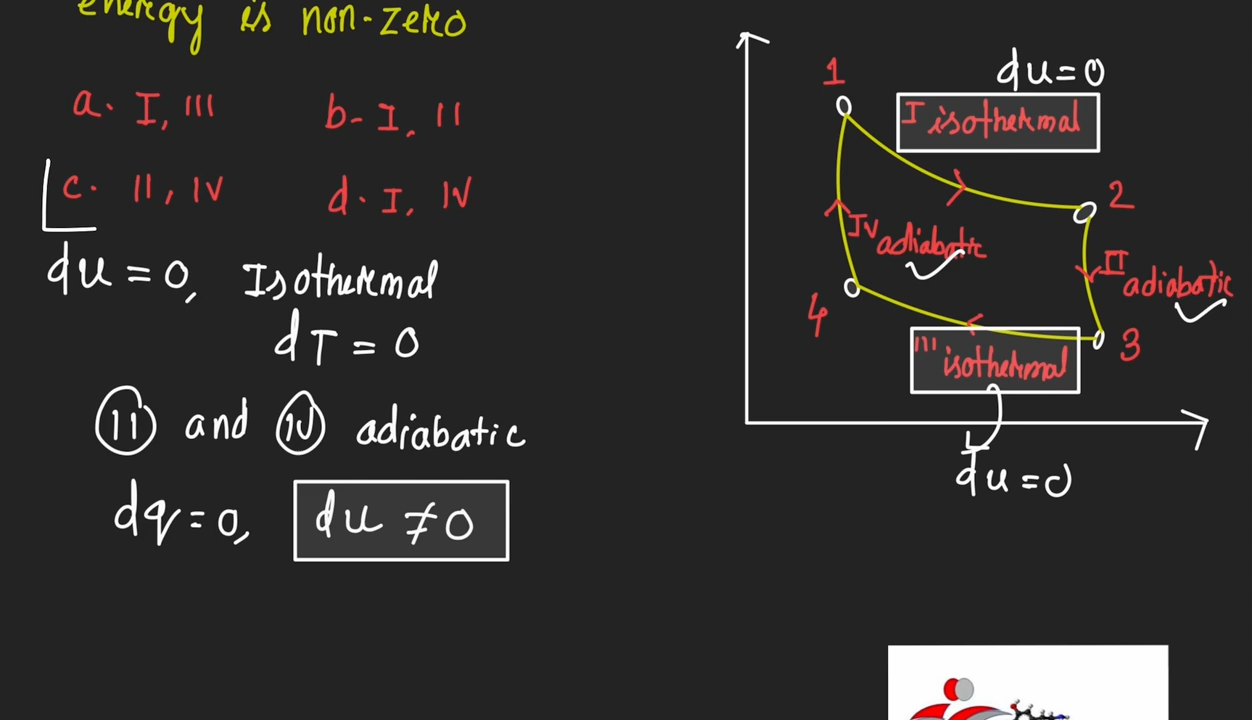 energy is non-zero
a. I, III
b- I, II
c. II, IV
d. I, IV
du = 0, Isothermal
dT = 0
II and IV adiabatic
dq = 0, du ≠ 0
du = 0
1
I isothermal
2
IV adiabatic
II adiabatic
4
3
III isothermal
du = 0